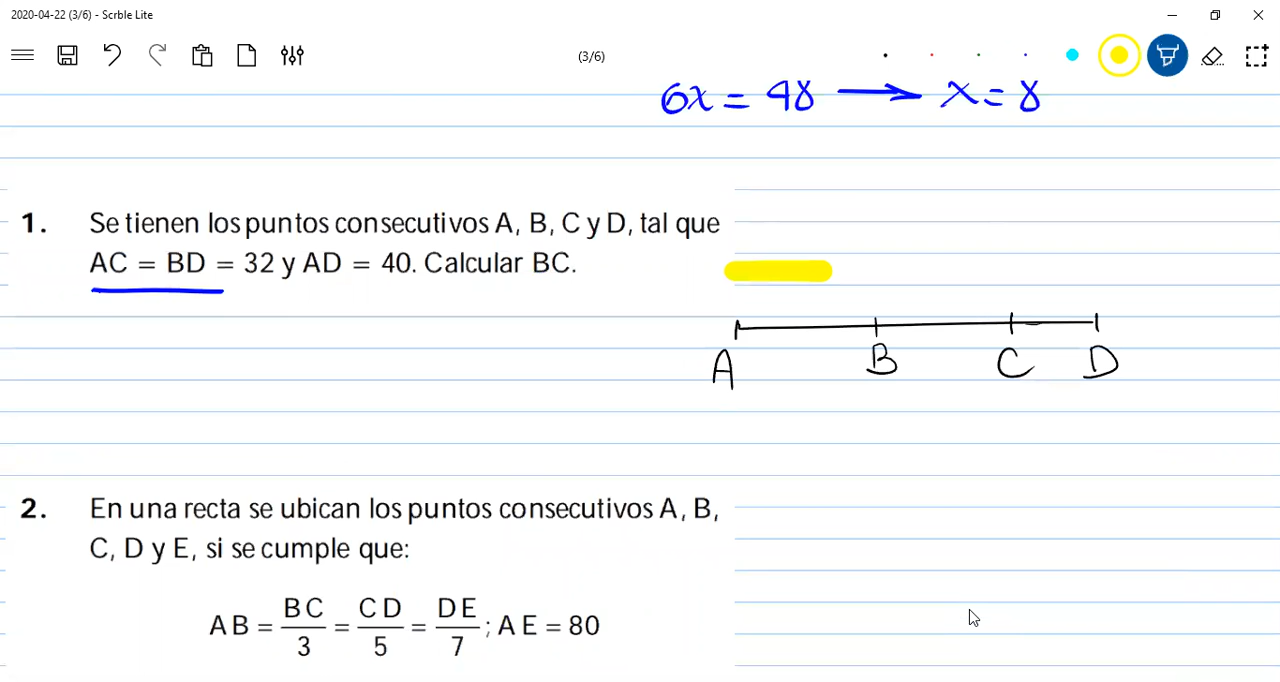 2020-04-22 (3/6) - Scrble Lite
(3/6)
6x = 48 → x = 8
1. Se tienen los puntos consecutivos A, B, C y D, tal que
AC = BD = 32 y AD = 40. Calcular BC.
A B C D
2. En una recta se ubican los puntos consecutivos A, B,
C, D y E, si se cumple que:
AB = BC/3 = CD/5 = DE/7 ; AE = 80